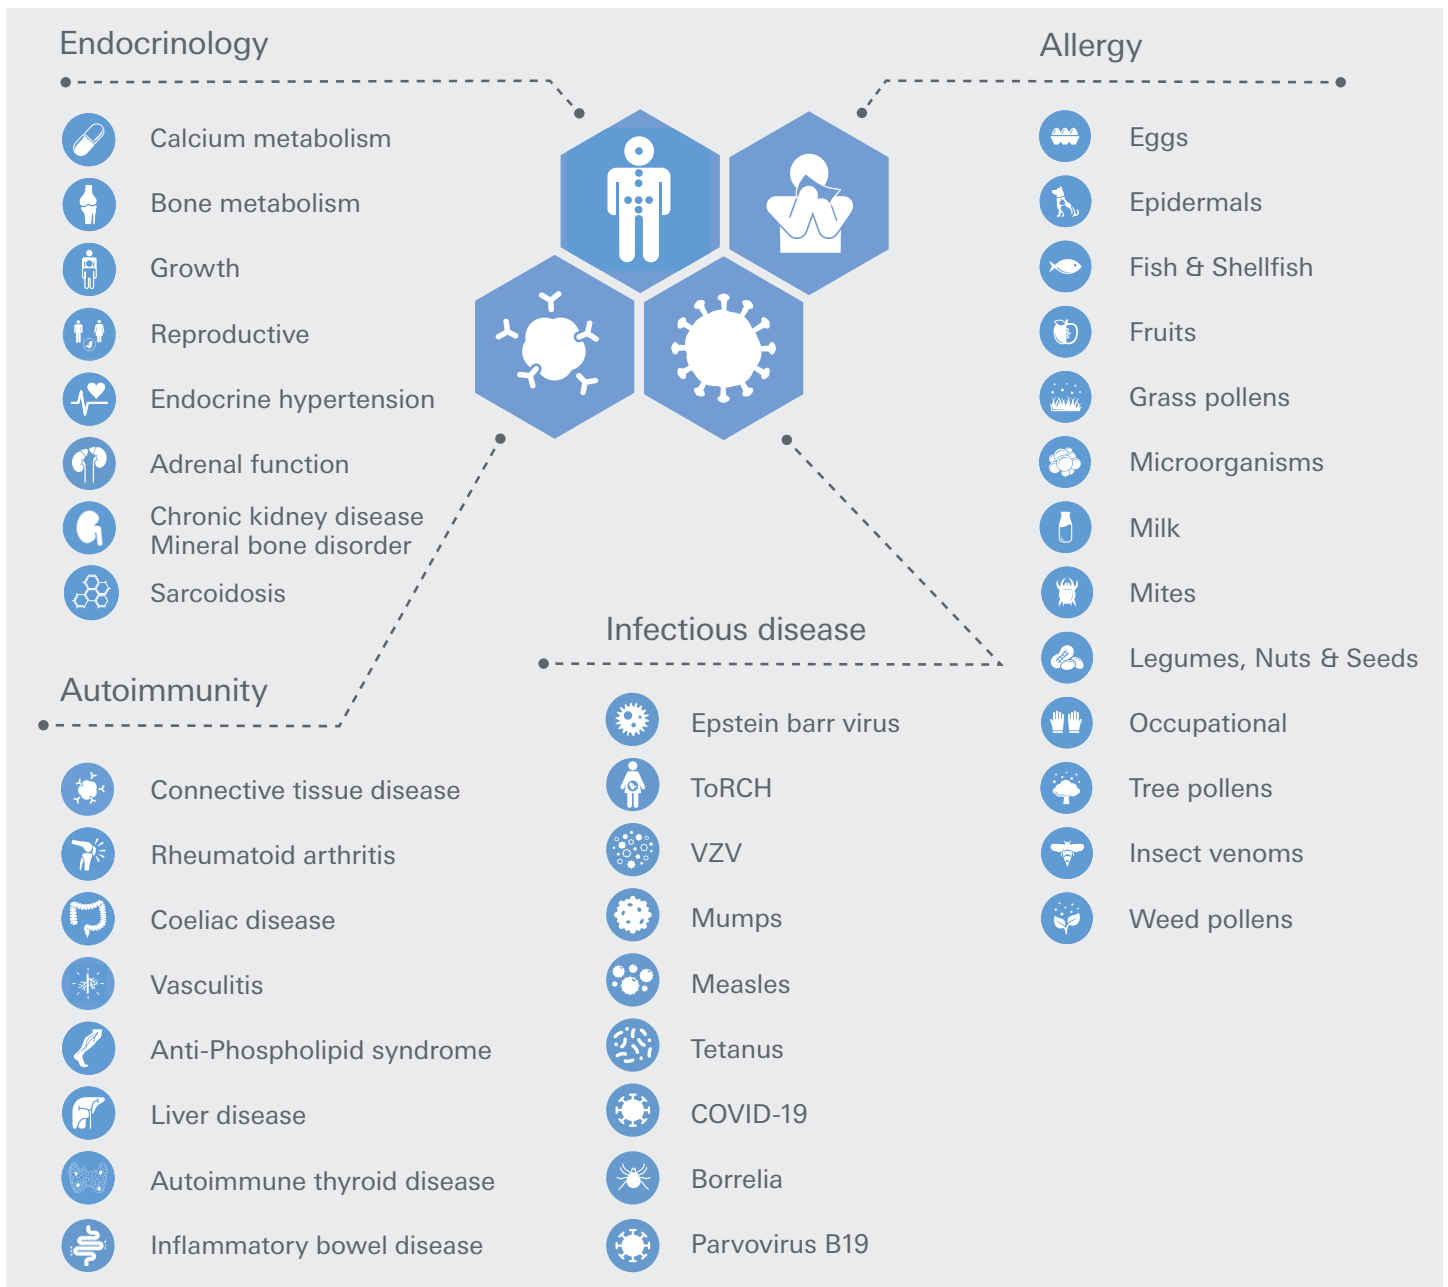 Endocrinology
Calcium metabolism
Bone metabolism
Growth
Reproductive
Endocrine hypertension
Adrenal function
Chronic kidney disease
Mineral bone disorder
Sarcoidosis
Autoimmunity
Connective tissue disease
Rheumatoid arthritis
Coeliac disease
Vasculitis
Anti-Phospholipid syndrome
Liver disease
Autoimmune thyroid disease
Inflammatory bowel disease
Infectious disease
Epstein barr virus
ToRCH
VZV
Mumps
Measles
Tetanus
COVID-19
Borrelia
Parvovirus B19
Allergy
Eggs
Epidermals
Fish & Shellfish
Fruits
Grass pollens
Microorganisms
Milk
Mites
Legumes, Nuts & Seeds
Occupational
Tree pollens
Insect venoms
Weed pollens